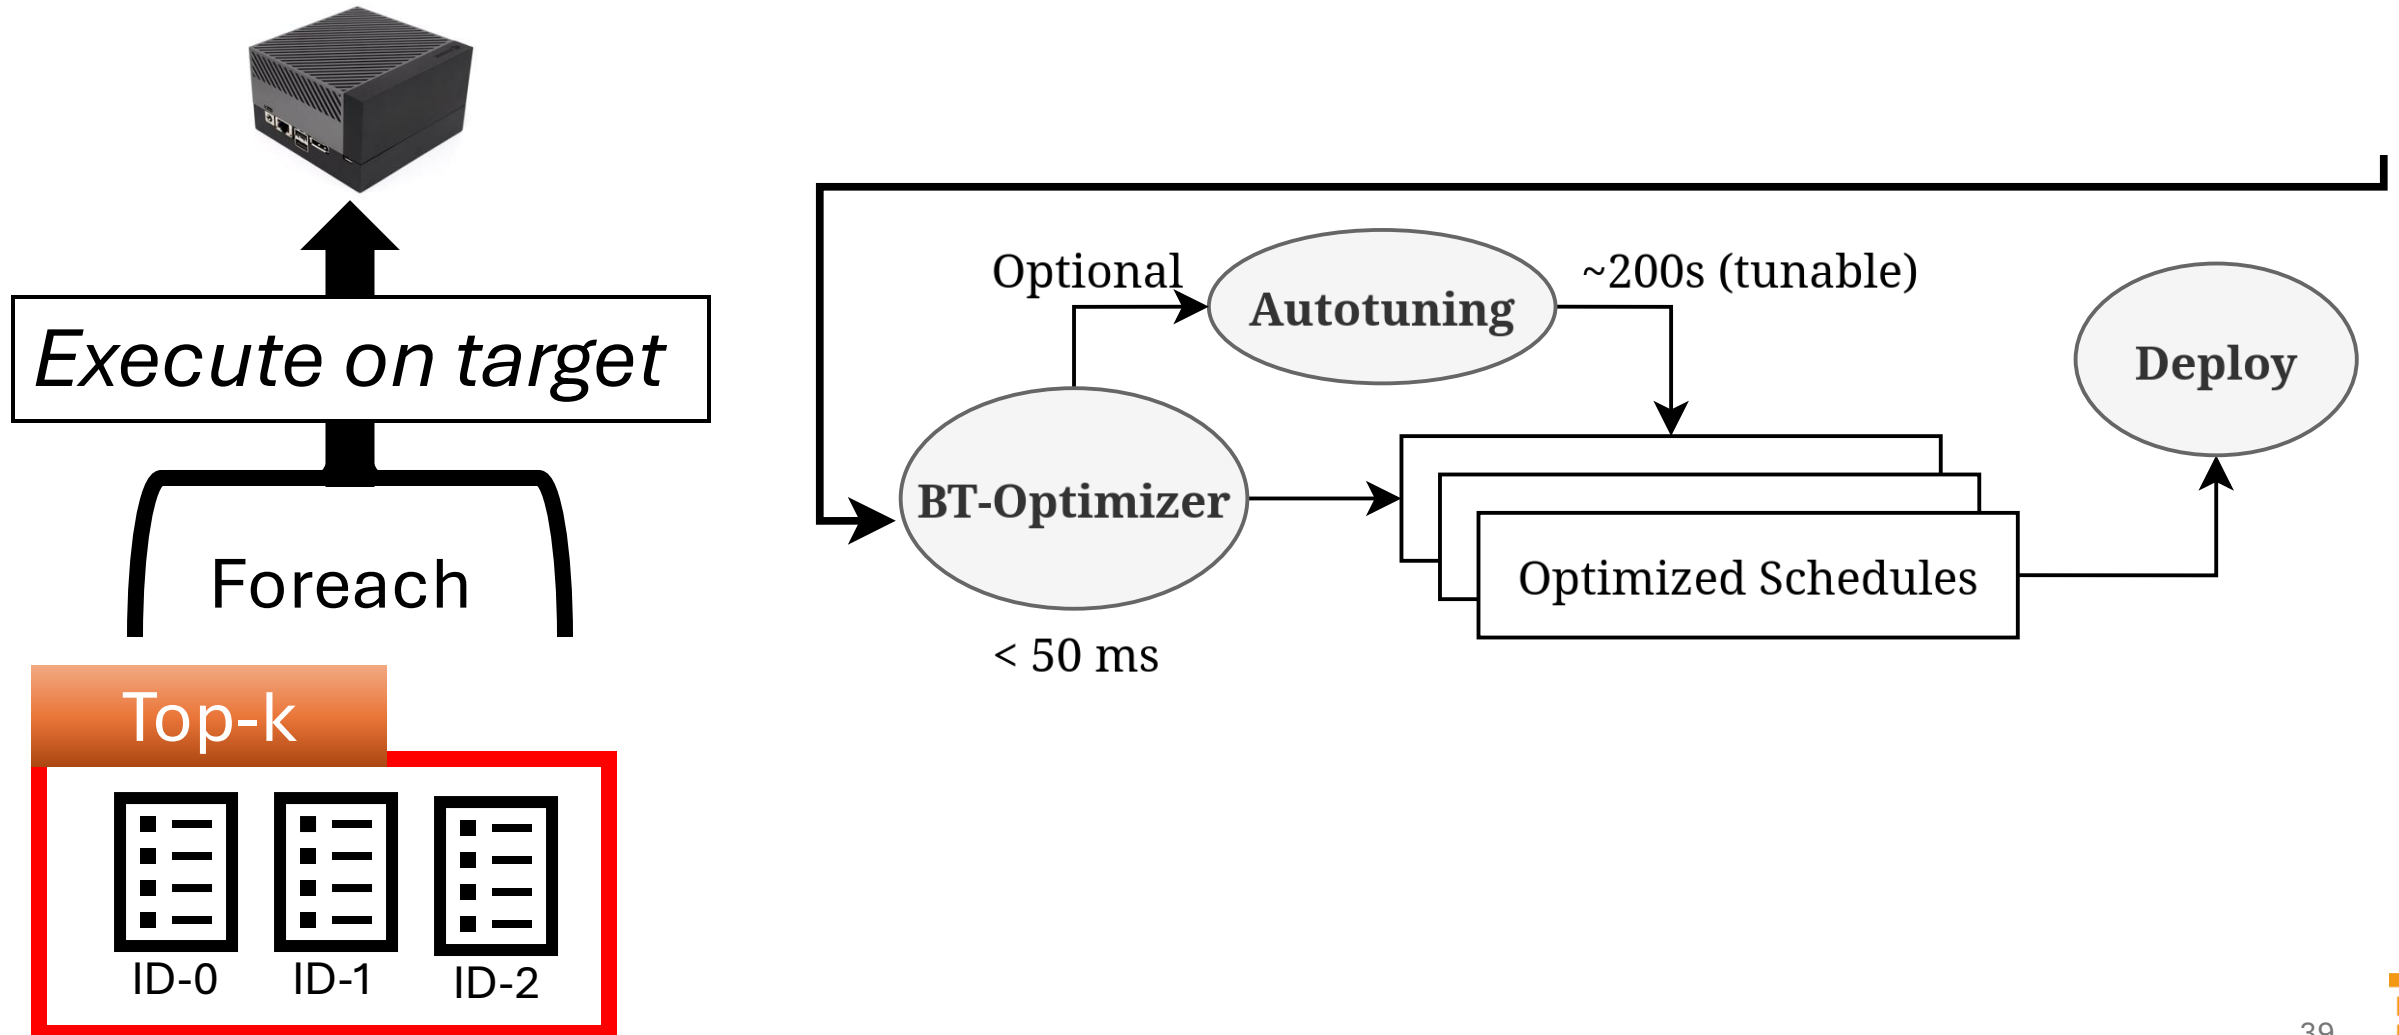 Execute on target
Foreach
Top-k
ID-0
ID-1
ID-2
Optional
Autotuning
~200s (tunable)
Deploy
BT-Optimizer
Optimized Schedules
< 50 ms
39